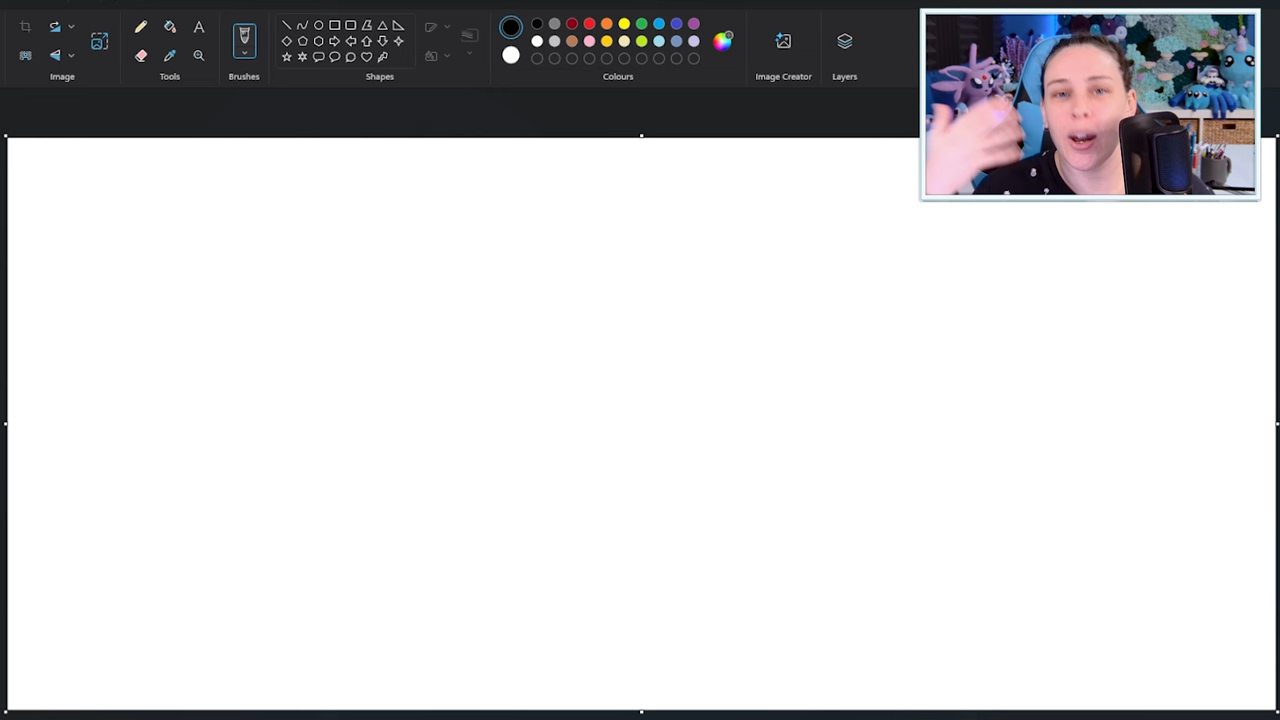 Image
Tools
Brushes
Shapes
Colours
Image Creator
Layers